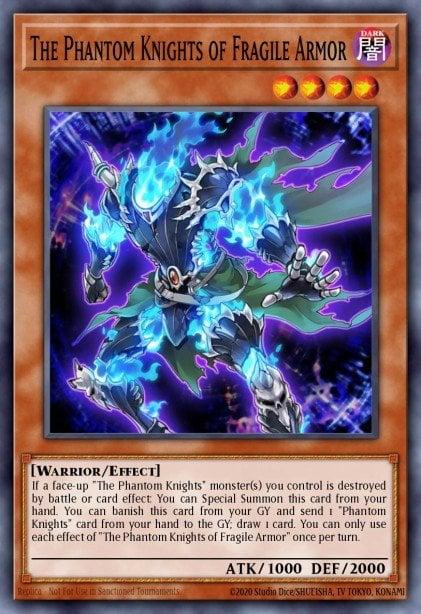 The Phantom Knights of Fragile Armor
DARK
闇
[Warrior/Effect]
If a face-up "The Phantom Knights" monster(s) you control is destroyed
by battle or card effect: You can Special Summon this card from your
hand. You can banish this card from your GY and send 1 "Phantom
Knights" card from your hand to the GY; draw 1 card. You can only use
each effect of "The Phantom Knights of Fragile Armor" once per turn.
ATK/1000 DEF/2000
Replica - Not For Use in Sanctioned Tournaments
©2020 Studio Dice/SHUEISHA, TV TOKYO, KONAMI